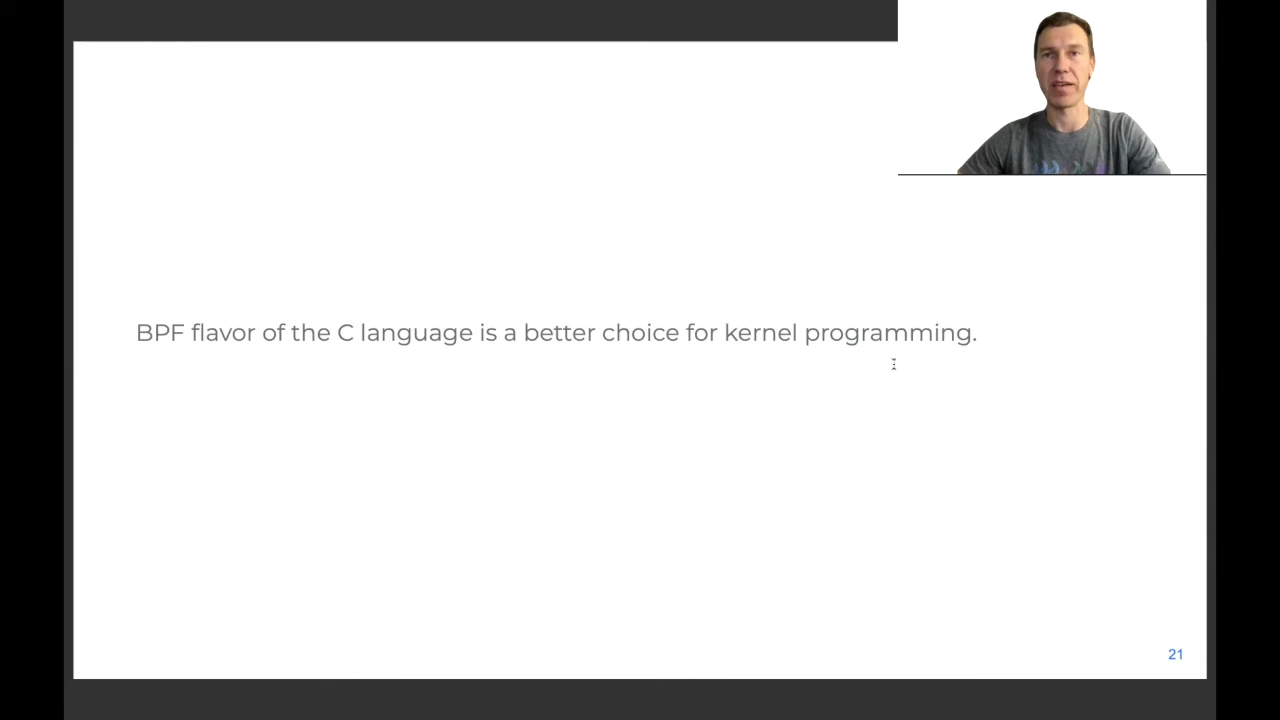 BPF flavor of the C language is a better choice for kernel programming.
21